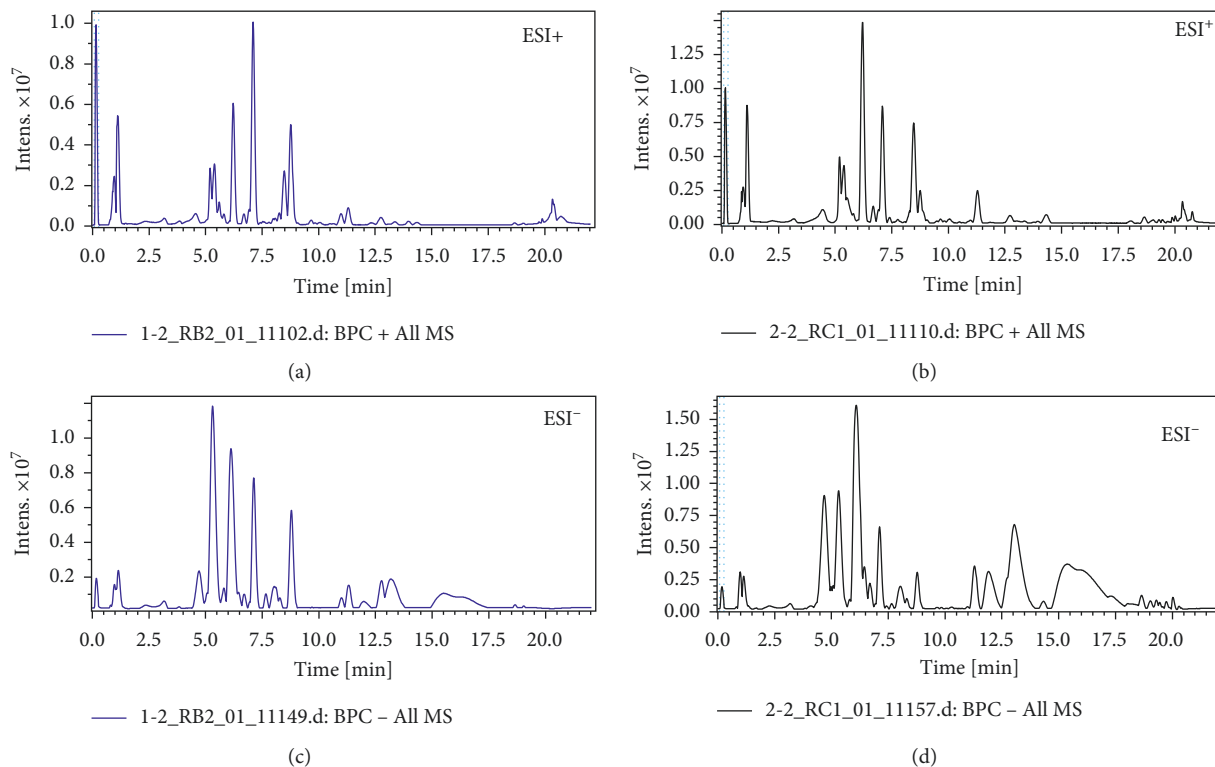 ESI+
Intens. ×10⁷
1.0
0.8
0.6
0.4
0.2
0.0
0.0 2.5 5.0 7.5 10.0 12.5 15.0 17.5 20.0
Time [min]
1-2_RB2_01_11102.d: BPC + All MS
(a)
ESI⁺
Intens. ×10⁷
1.25
1.00
0.75
0.50
0.25
0.00
0.0 2.5 5.0 7.5 10.0 12.5 15.0 17.5 20.0
Time [min]
2-2_RC1_01_11110.d: BPC + All MS
(b)
ESI⁻
Intens. ×10⁷
1.0
0.8
0.6
0.4
0.2
0.0 2.5 5.0 7.5 10.0 12.5 15.0 17.5 20.0
Time [min]
1-2_RB2_01_11149.d: BPC – All MS
(c)
ESI⁻
Intens. ×10⁷
1.50
1.25
1.00
0.75
0.50
0.25
0.00
0.0 2.5 5.0 7.5 10.0 12.5 15.0 17.5 20.0
Time [min]
2-2_RC1_01_11157.d: BPC – All MS
(d)